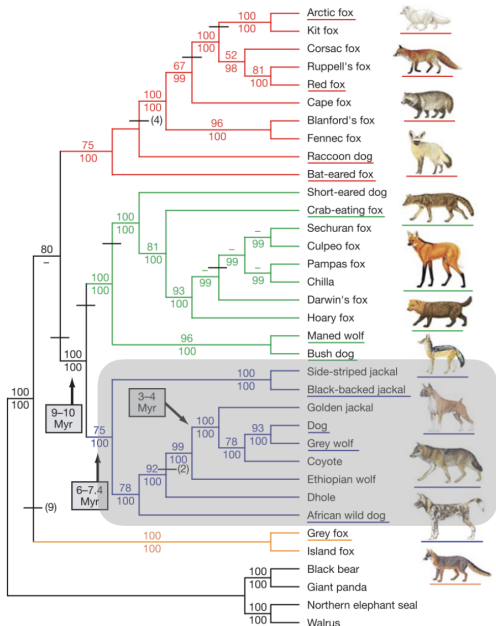 100
100
Arctic fox
Kit fox
Corsac fox
52
98
Ruppell's fox
81
100
Red fox
67
99
Cape fox
100
100
(4)
96
100
Blanford's fox
Fennec fox
Raccoon dog
75
100
Bat-eared fox
Short-eared dog
100
100
Crab-eating fox
81
100
Sechuran fox
–
99
Culpeo fox
–
99
Pampas fox
–
99
Chilla
93
100
Darwin's fox
Hoary fox
80
–
100
100
96
100
Maned wolf
Bush dog
100
100
9–10
Myr
100
100
Side-striped jackal
Black-backed jackal
3–4
Myr
Golden jackal
100
100
93
100
Dog
Grey wolf
78
100
Coyote
75
100
99
100
(2)
Ethiopian wolf
92
100
Dhole
78
100
African wild dog
6–7.4
Myr
100
100
(9)
100
100
Grey fox
Island fox
100
100
Black bear
Giant panda
100
100
Northern elephant seal
Walrus